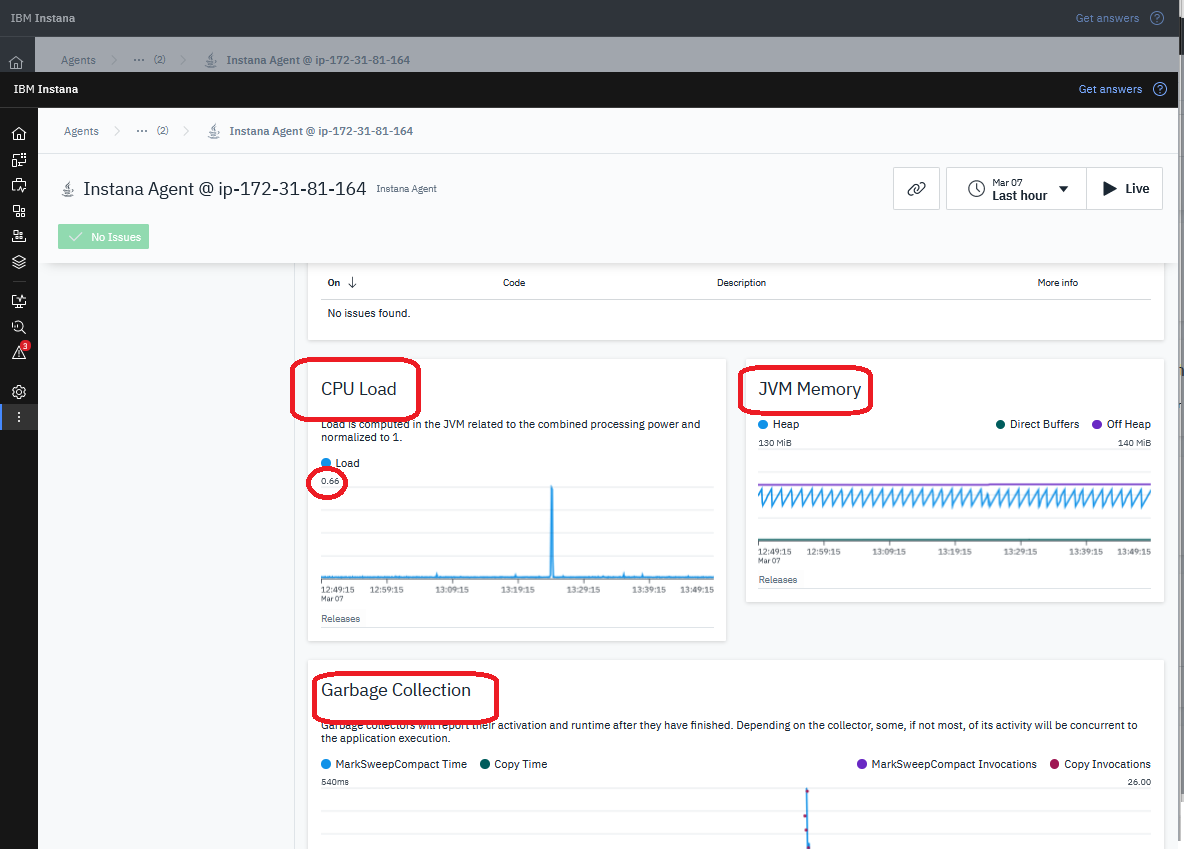 IBM Instana
Get answers
Agents ... (2) Instana Agent @ ip-172-31-81-164
IBM Instana
Get answers
Agents ... (2) Instana Agent @ ip-172-31-81-164
Instana Agent @ ip-172-31-81-164 Instana Agent
Mar 07
Last hour
Live
No Issues
3
On Code Description More info
No issues found.
CPU Load
Load is computed in the JVM related to the combined processing power and
normalized to 1.
Load
0.66
12:49:15 12:59:15 13:09:15 13:19:15 13:29:15 13:39:15 13:49:15
Mar 07
Releases
JVM Memory
Heap Direct Buffers Off Heap
130 MiB 140 MiB
12:49:15 12:59:15 13:09:15 13:19:15 13:29:15 13:39:15 13:49:15
Mar 07
Releases
Garbage Collection
Garbage collectors will report their activation and runtime after they have finished. Depending on the collector, some, if not most, of its activity will be concurrent to
the application execution.
MarkSweepCompact Time Copy Time MarkSweepCompact Invocations Copy Invocations
540ms 26.00